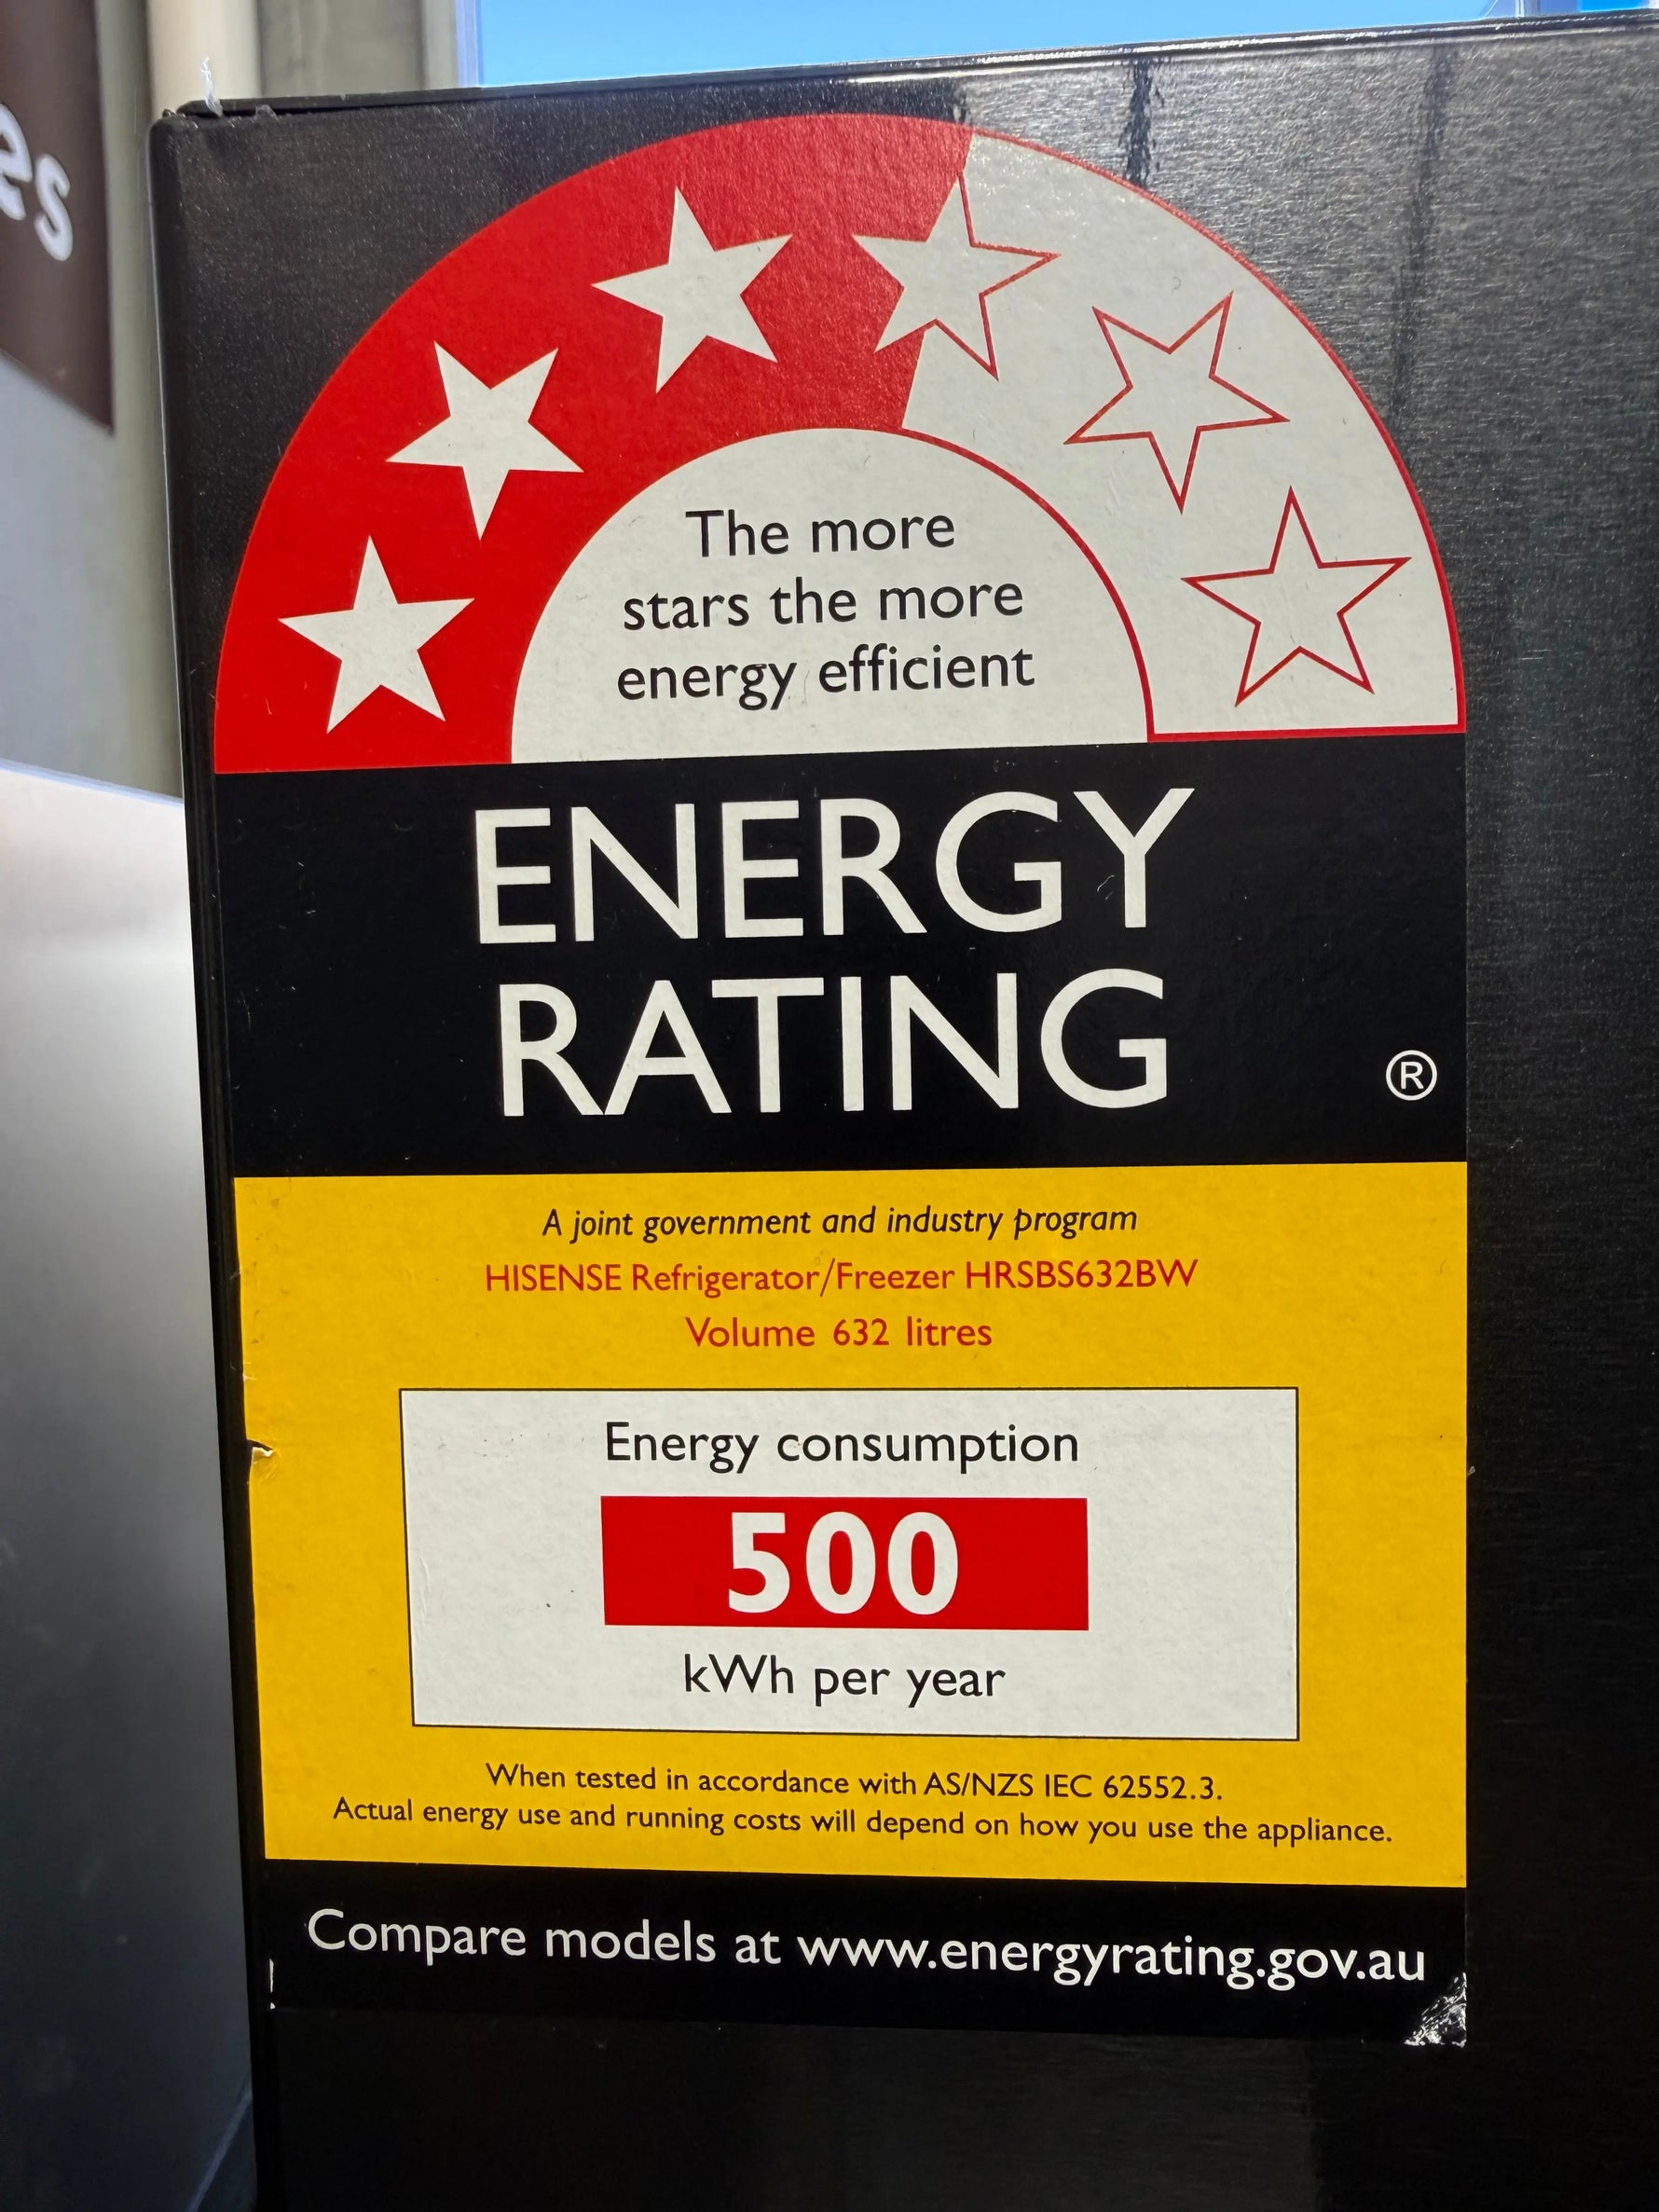 es
The more
stars the more
energy efficient
ENERGY
RATING
®
A joint government and industry program
HISENSE Refrigerator/Freezer HRSBS632BW
Volume 632 litres
Energy consumption
500
kWh per year
When tested in accordance with AS/NZS IEC 62552.3.
Actual energy use and running costs will depend on how you use the appliance.
Compare models at www.energyrating.gov.au